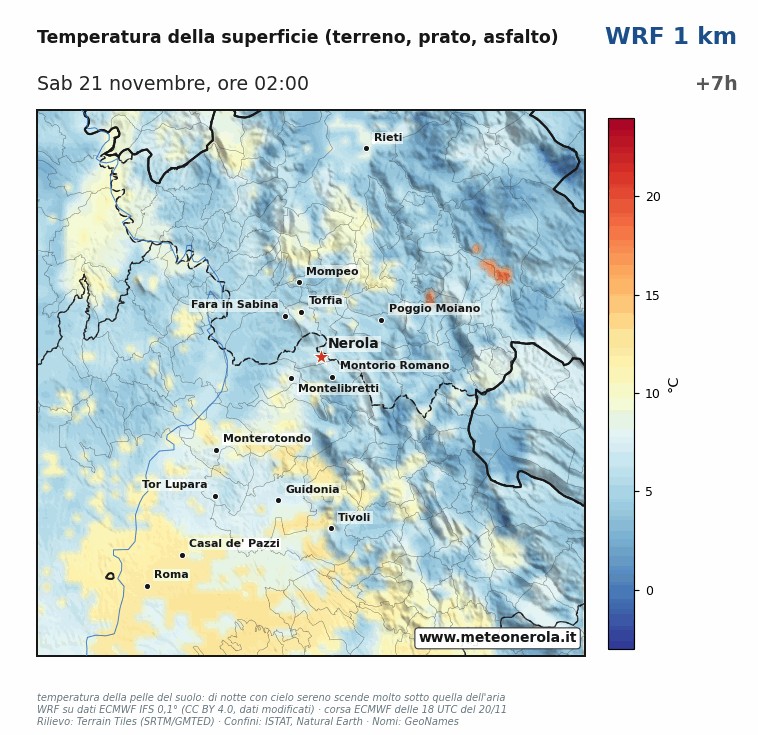 Temperatura della superficie (terreno, prato, asfalto)
WRF 1 km
Sab 21 novembre, ore 02:00
+7h
Rieti
Mompeo
Fara in Sabina
Toffia
Poggio Moiano
Nerola
Montorio Romano
Montelibretti
Monterotondo
Tor Lupara
Guidonia
Tivoli
Casal de' Pazzi
Roma
www.meteonerola.it
20
15
10
5
0
°C
temperatura della pelle del suolo: di notte con cielo sereno scende molto sotto quella dell'aria
WRF su dati ECMWF IFS 0,1° (CC BY 4.0, dati modificati) · corsa ECMWF delle 18 UTC del 20/11
Rilievo: Terrain Tiles (SRTM/GMTED) · Confini: ISTAT, Natural Earth · Nomi: GeoNames